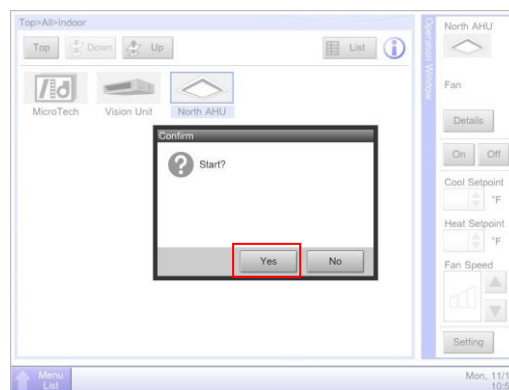 Top>All>Indoor
Top
Down
Up
List
MicroTech
Vision Unit
North AHU
Confirm
Start?
Yes
No
Operation Window
North AHU
Fan
Details
On
Off
Cool Setpoint
°F
Heat Setpoint
°F
Fan Speed
Setting
Menu
List
Mon, 11/1
10:5